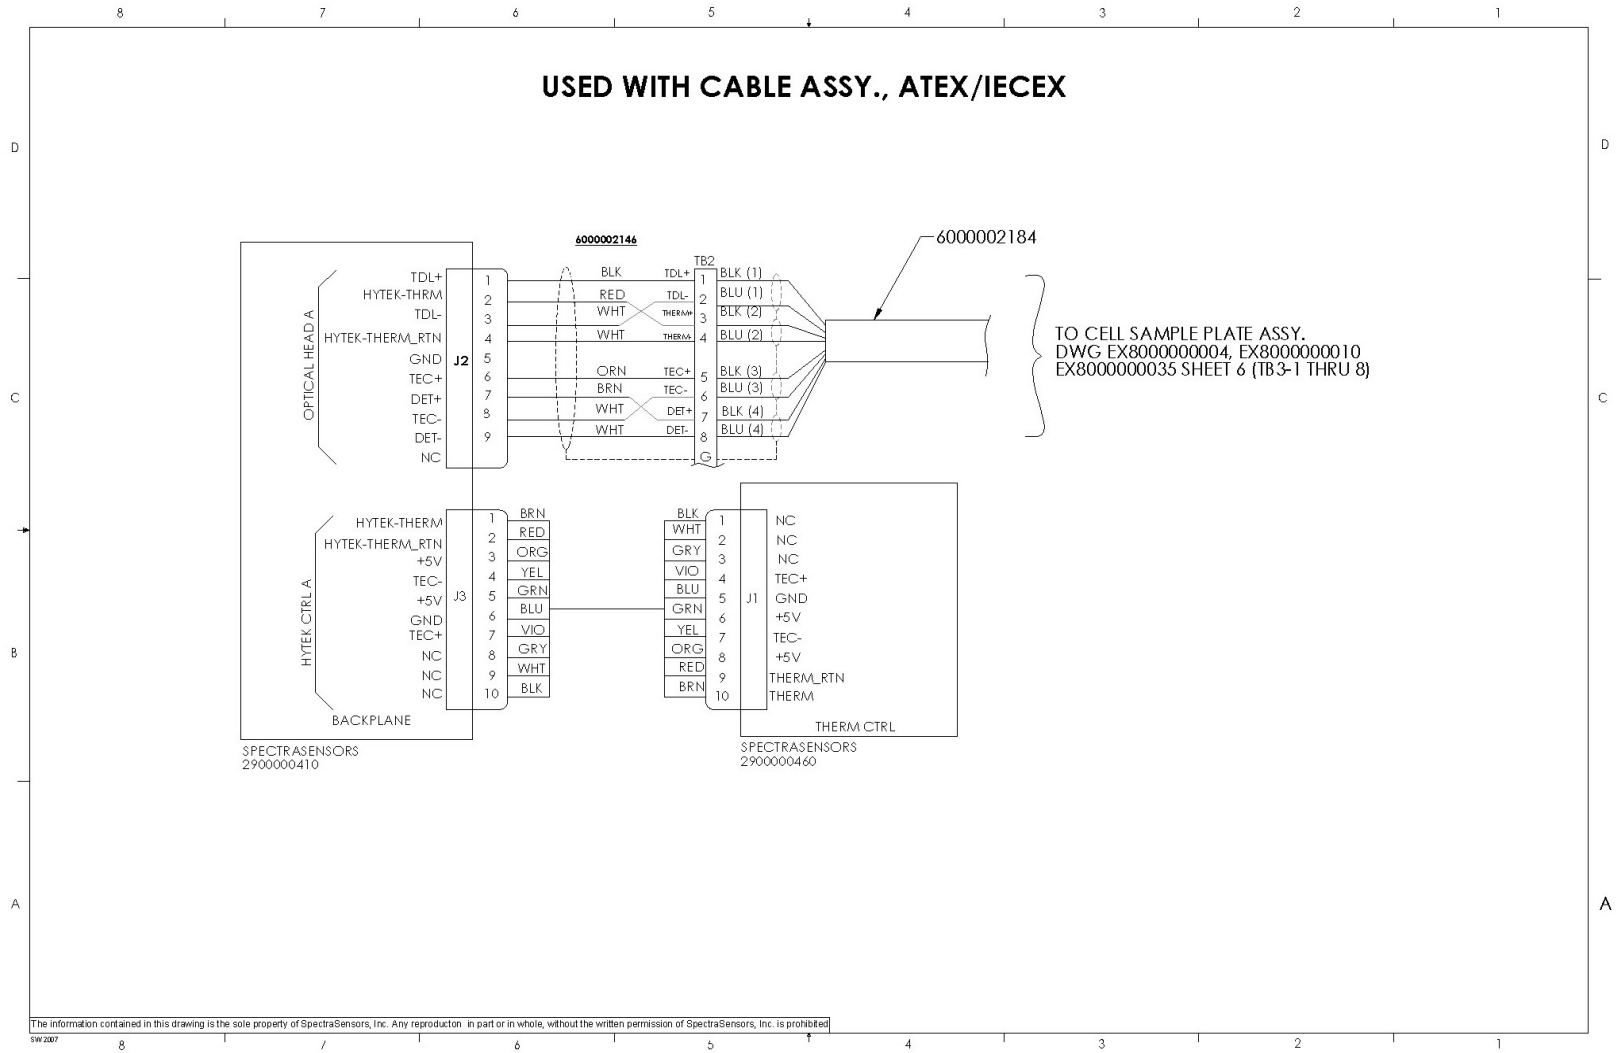 8 7 6 5 4 3 2 1
USED WITH CABLE ASSY., ATEX/IECEX
D D
6000002146
6000002184
TB2
OPTICAL HEAD A
TDL+
HYTEK-THRM
TDL-
HYTEK-THERM_RTN
GND
TEC+
DET+
TEC-
DET-
NC
J2
1
2
3
4
5
6
7
8
9
BLK
RED
WHT
WHT
ORN
BRN
WHT
WHT
TDL+
TDL-
THERM+
THERM-
TEC+
TEC-
DET+
DET-
1
2
3
4
5
6
7
8
G
BLK (1)
BLU (1)
BLK (2)
BLU (2)
BLK (3)
BLU (3)
BLK (4)
BLU (4)
TO CELL SAMPLE PLATE ASSY.
DWG EX8000000004, EX8000000010
EX8000000035 SHEET 6 (TB3-1 THRU 8)
C C
HYTEK CTRL A
HYTEK-THERM
HYTEK-THERM_RTN
+5V
TEC-
+5V
GND
TEC+
NC
NC
NC
J3
1
2
3
4
5
6
7
8
9
10
BRN
RED
ORG
YEL
GRN
BLU
VIO
GRY
WHT
BLK
BACKPLANE
SPECTRASENSORS
2900000410
BLK
WHT
GRY
VIO
BLU
GRN
YEL
ORG
RED
BRN
1
2
3
4
5
6
7
8
9
10
J1
NC
NC
NC
TEC+
GND
+5V
TEC-
+5V
THERM_RTN
THERM
THERM CTRL
SPECTRASENSORS
2900000460
B B
A A
The information contained in this drawing is the sole property of SpectraSensors, Inc. Any reproducton in part or in whole, without the written permission of SpectraSensors, Inc. is prohibited
SW2007
8 7 6 5 4 3 2 1